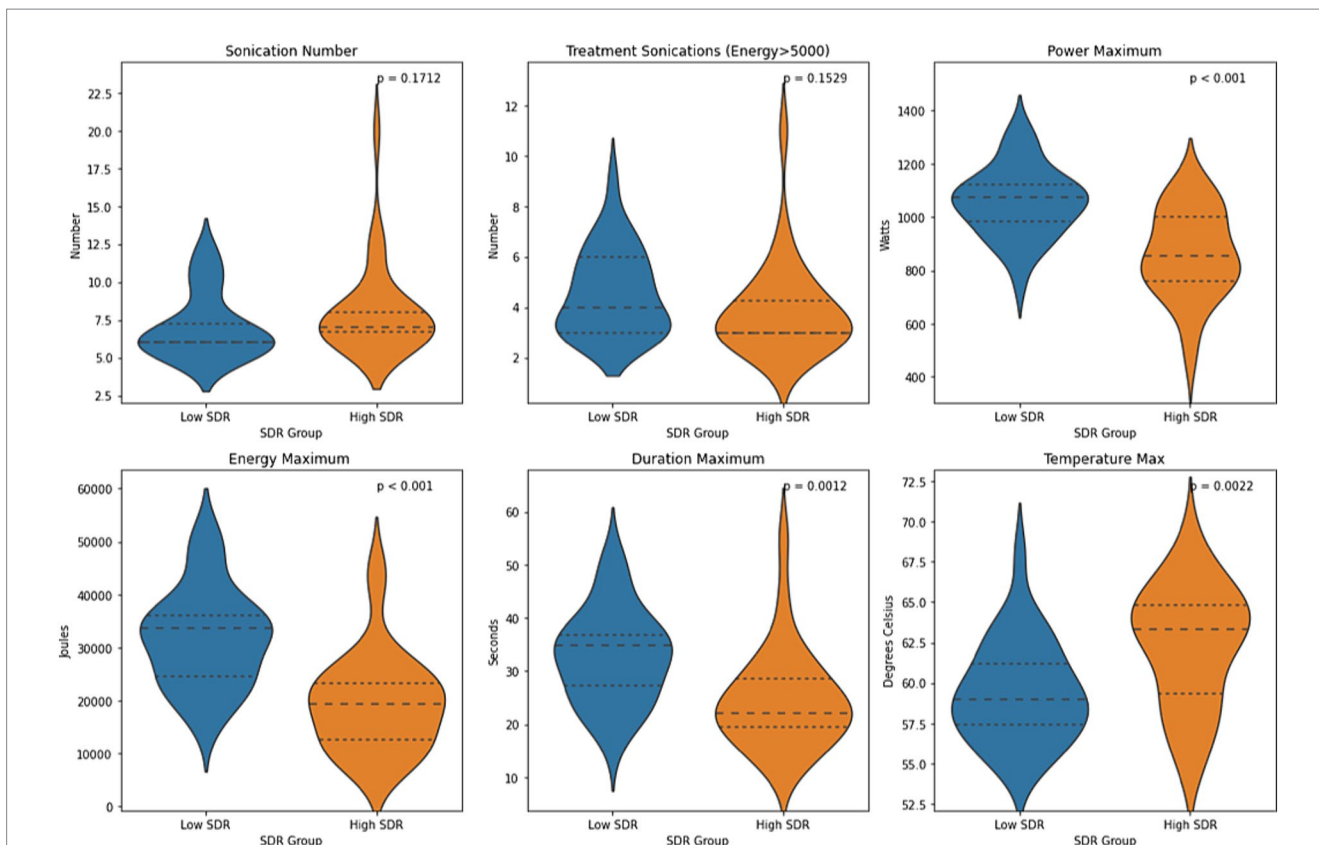 Sonication Number
p = 0.1712
22.5
20.0
17.5
15.0
12.5
10.0
7.5
5.0
2.5
Number
Low SDR
High SDR
SDR Group
Treatment Sonications (Energy>5000)
p = 0.1529
12
10
8
6
4
2
Number
Low SDR
High SDR
SDR Group
Power Maximum
p < 0.001
1400
1200
1000
800
600
400
Watts
Low SDR
High SDR
SDR Group
Energy Maximum
p < 0.001
60000
50000
40000
30000
20000
10000
0
Joules
Low SDR
High SDR
SDR Group
Duration Maximum
p = 0.0012
60
50
40
30
20
10
Seconds
Low SDR
High SDR
SDR Group
Temperature Max
p = 0.0022
72.5
70.0
67.5
65.0
62.5
60.0
57.5
55.0
52.5
Degrees Celsius
Low SDR
High SDR
SDR Group